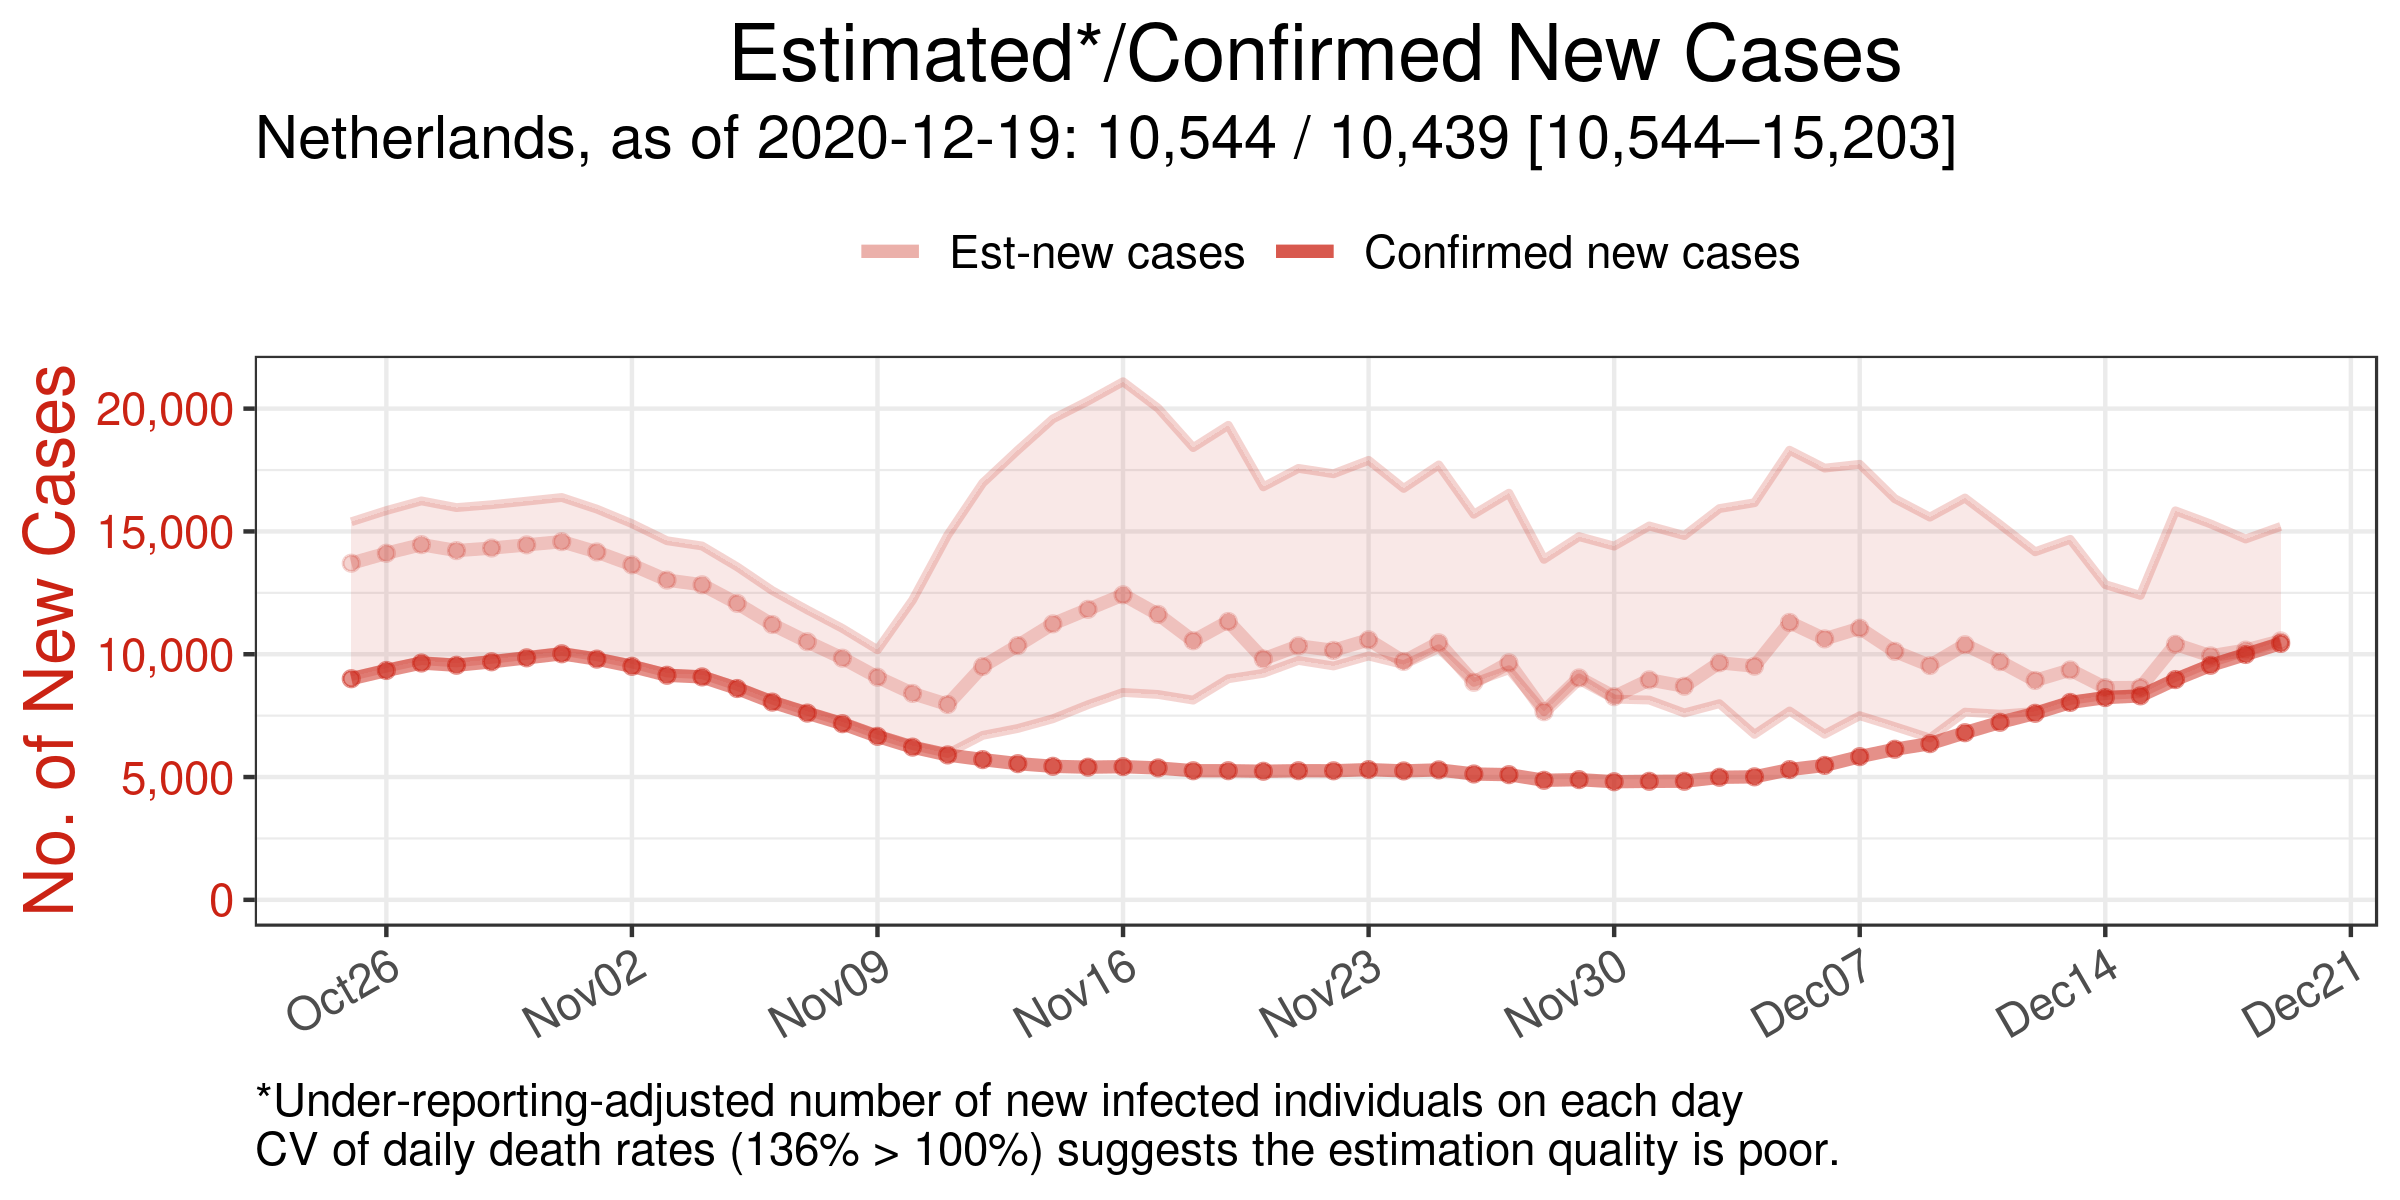 Estimated*/Confirmed New Cases
Netherlands, as of 2020-12-19: 10,544 / 10,439 [10,544–15,203]
Est-new cases
Confirmed new cases
No. of New Cases
20,000
15,000
10,000
5,000
0
Oct26
Nov02
Nov09
Nov16
Nov23
Nov30
Dec07
Dec14
Dec21
*Under-reporting-adjusted number of new infected individuals on each day
CV of daily death rates (136% > 100%) suggests the estimation quality is poor.